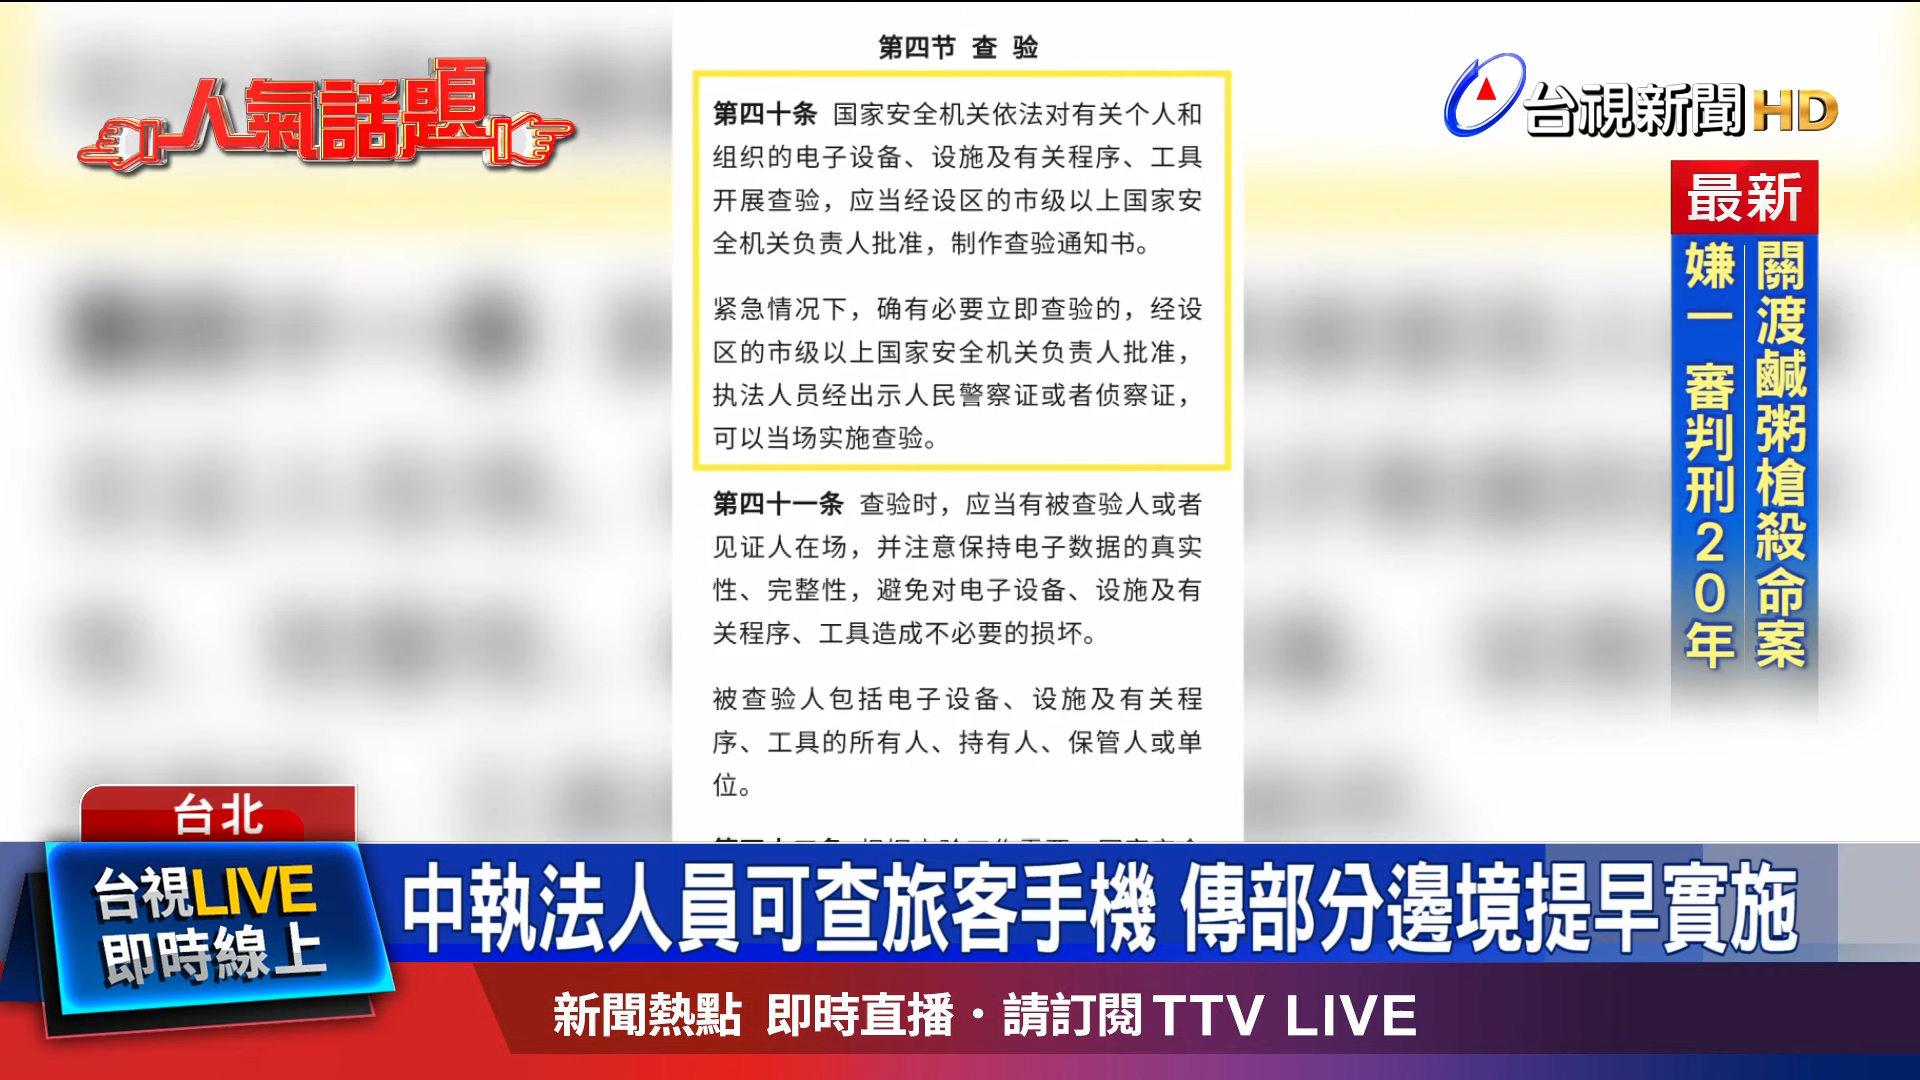 人氣話題
台視新聞HD
第四节 查 验
第四十条 国家安全机关依法对有关个人和
组织的电子设备、设施及有关程序、工具
开展查验，应当经设区的市级以上国家安
全机关负责人批准，制作查验通知书。
紧急情况下，确有必要立即查验的，经设
区的市级以上国家安全机关负责人批准，
执法人员经出示人民警察证或者侦察证，
可以当场实施查验。
第四十一条 查验时，应当有被查验人或者
见证人在场，并注意保持电子数据的真实
性、完整性，避免对电子设备、设施及有
关程序、工具造成不必要的损坏。
被查验人包括电子设备、设施及有关程
序、工具的所有人、持有人、保管人或单
位。
最新
關渡鹹粥槍殺命案
嫌一 審判刑20年
台北
台視LIVE
即時線上
中執法人員可查旅客手機 傳部分邊境提早實施
新聞熱點 即時直播・請訂閱TTV LIVE